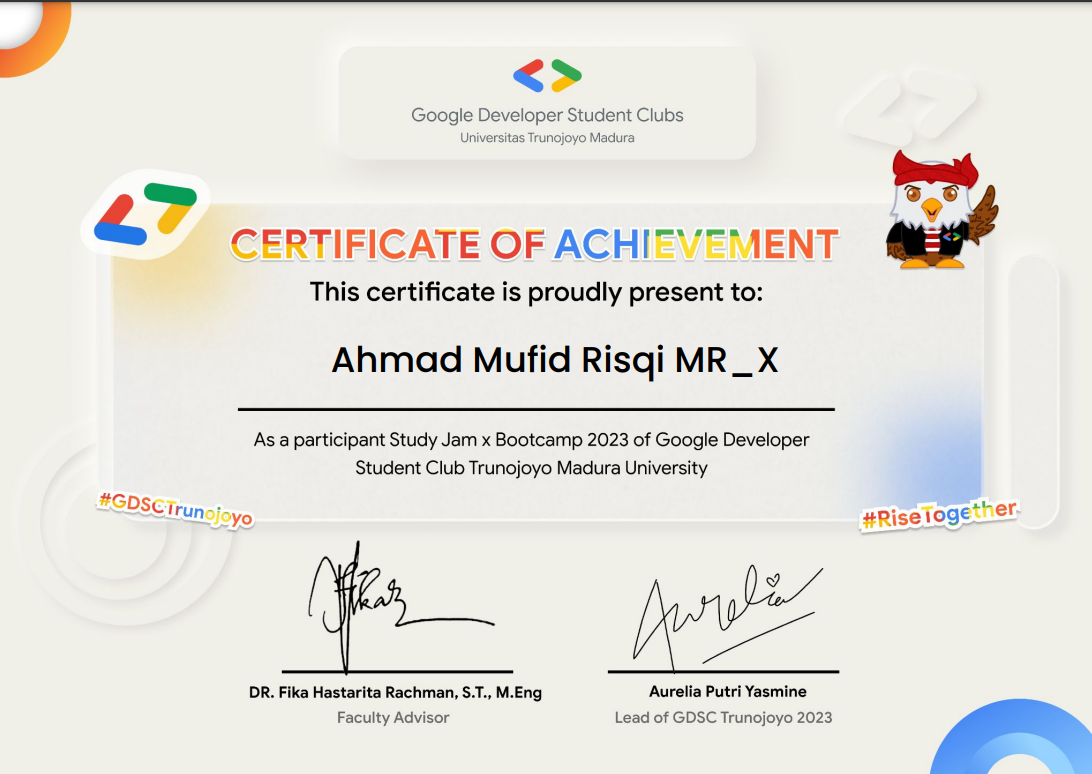 Google Developer Student Clubs
Universitas Trunojoyo Madura
CERTIFICATE OF ACHIEVEMENT
This certificate is proudly present to:
Ahmad Mufid Risqi MR_X
As a participant Study Jam x Bootcamp 2023 of Google Developer
Student Club Trunojoyo Madura University
#GDSCTrunojoyo
#RiseTogether
Aurelia
DR. Fika Hastarita Rachman, S.T., M.Eng
Aurelia Putri Yasmine
Faculty Advisor
Lead of GDSC Trunojoyo 2023